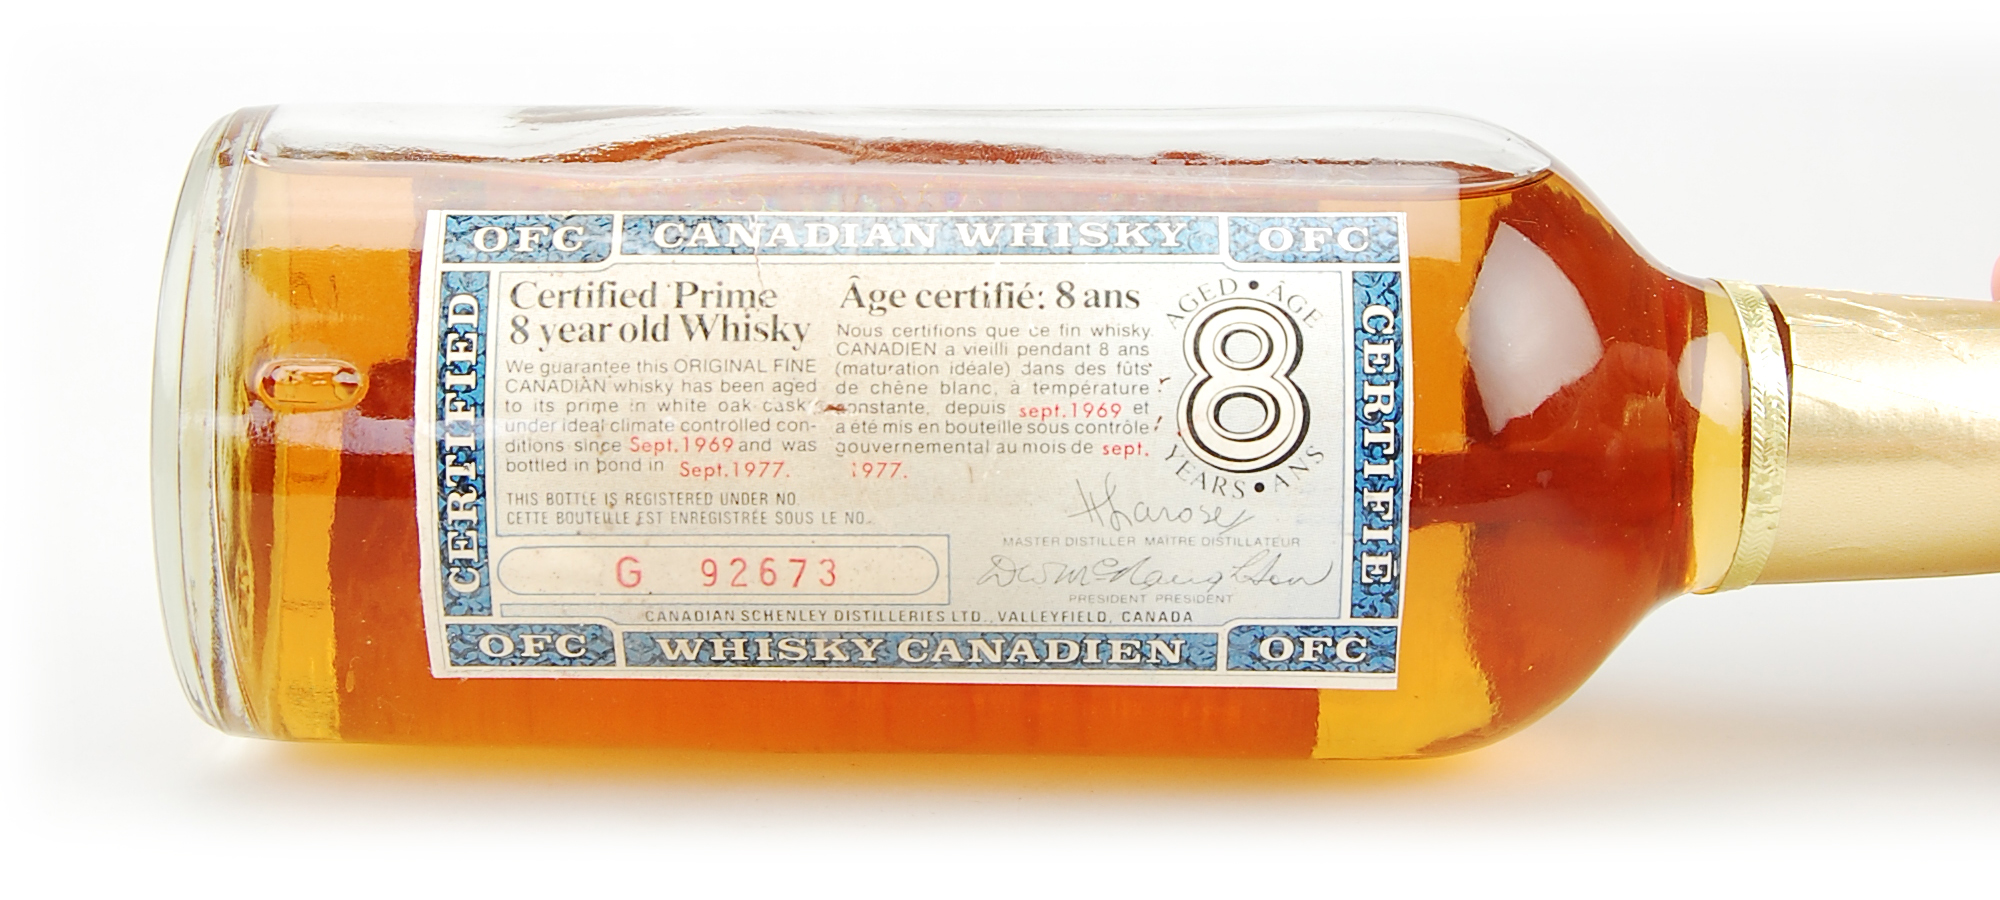 OFC CANADIAN WHISKY OFC
CERTIFIED
Certified Prime
8 year old Whisky
We guarantee this ORIGINAL FINE
CANADIAN whisky has been aged
to its prime in white oak casks
under ideal climate controlled con-
ditions since Sept.1969 and was
bottled in bond in Sept.1977.
Âge certifié: 8 ans
Nous certifions que ce fin whisky
CANADIEN a vieilli pendant 8 ans
(maturation idéale) dans des fûts
de chêne blanc, à température
constante, depuis sept.1969 et
a été mis en bouteille sous contrôle
gouvernemental au mois de sept.
1977.
AGED • ÂGE
8
YEARS • ANS
CERTIFIÉ
THIS BOTTLE IS REGISTERED UNDER NO.
CETTE BOUTEILLE EST ENREGISTRÉE SOUS LE NO.
G 92673
MASTER DISTILLER MAÎTRE DISTILLATEUR
PRESIDENT PRÉSIDENT
CANADIAN SCHENLEY DISTILLERIES LTD., VALLEYFIELD, CANADA
OFC WHISKY CANADIEN OFC